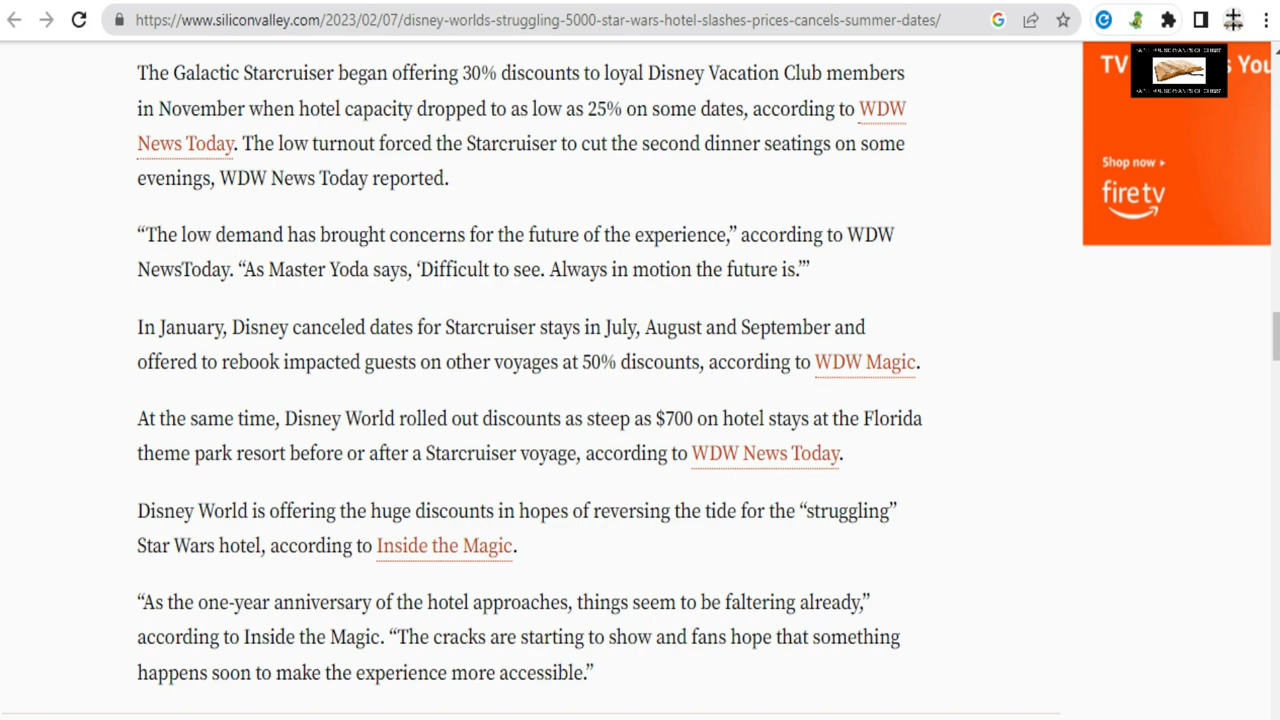 https://www.siliconvalley.com/2023/02/07/disney-worlds-struggling-5000-star-wars-hotel-slashes-prices-cancels-summer-dates/
The Galactic Starcruiser began offering 30% discounts to loyal Disney Vacation Club members
in November when hotel capacity dropped to as low as 25% on some dates, according to WDW
News Today. The low turnout forced the Starcruiser to cut the second dinner seatings on some
evenings, WDW News Today reported.
“The low demand has brought concerns for the future of the experience,” according to WDW
NewsToday. “As Master Yoda says, ‘Difficult to see. Always in motion the future is.’”
In January, Disney canceled dates for Starcruiser stays in July, August and September and
offered to rebook impacted guests on other voyages at 50% discounts, according to WDW Magic.
At the same time, Disney World rolled out discounts as steep as $700 on hotel stays at the Florida
theme park resort before or after a Starcruiser voyage, according to WDW News Today.
Disney World is offering the huge discounts in hopes of reversing the tide for the “struggling”
Star Wars hotel, according to Inside the Magic.
“As the one-year anniversary of the hotel approaches, things seem to be faltering already,”
according to Inside the Magic. “The cracks are starting to show and fans hope that something
happens soon to make the experience more accessible.”
TV
s You
Shop now
fire tv